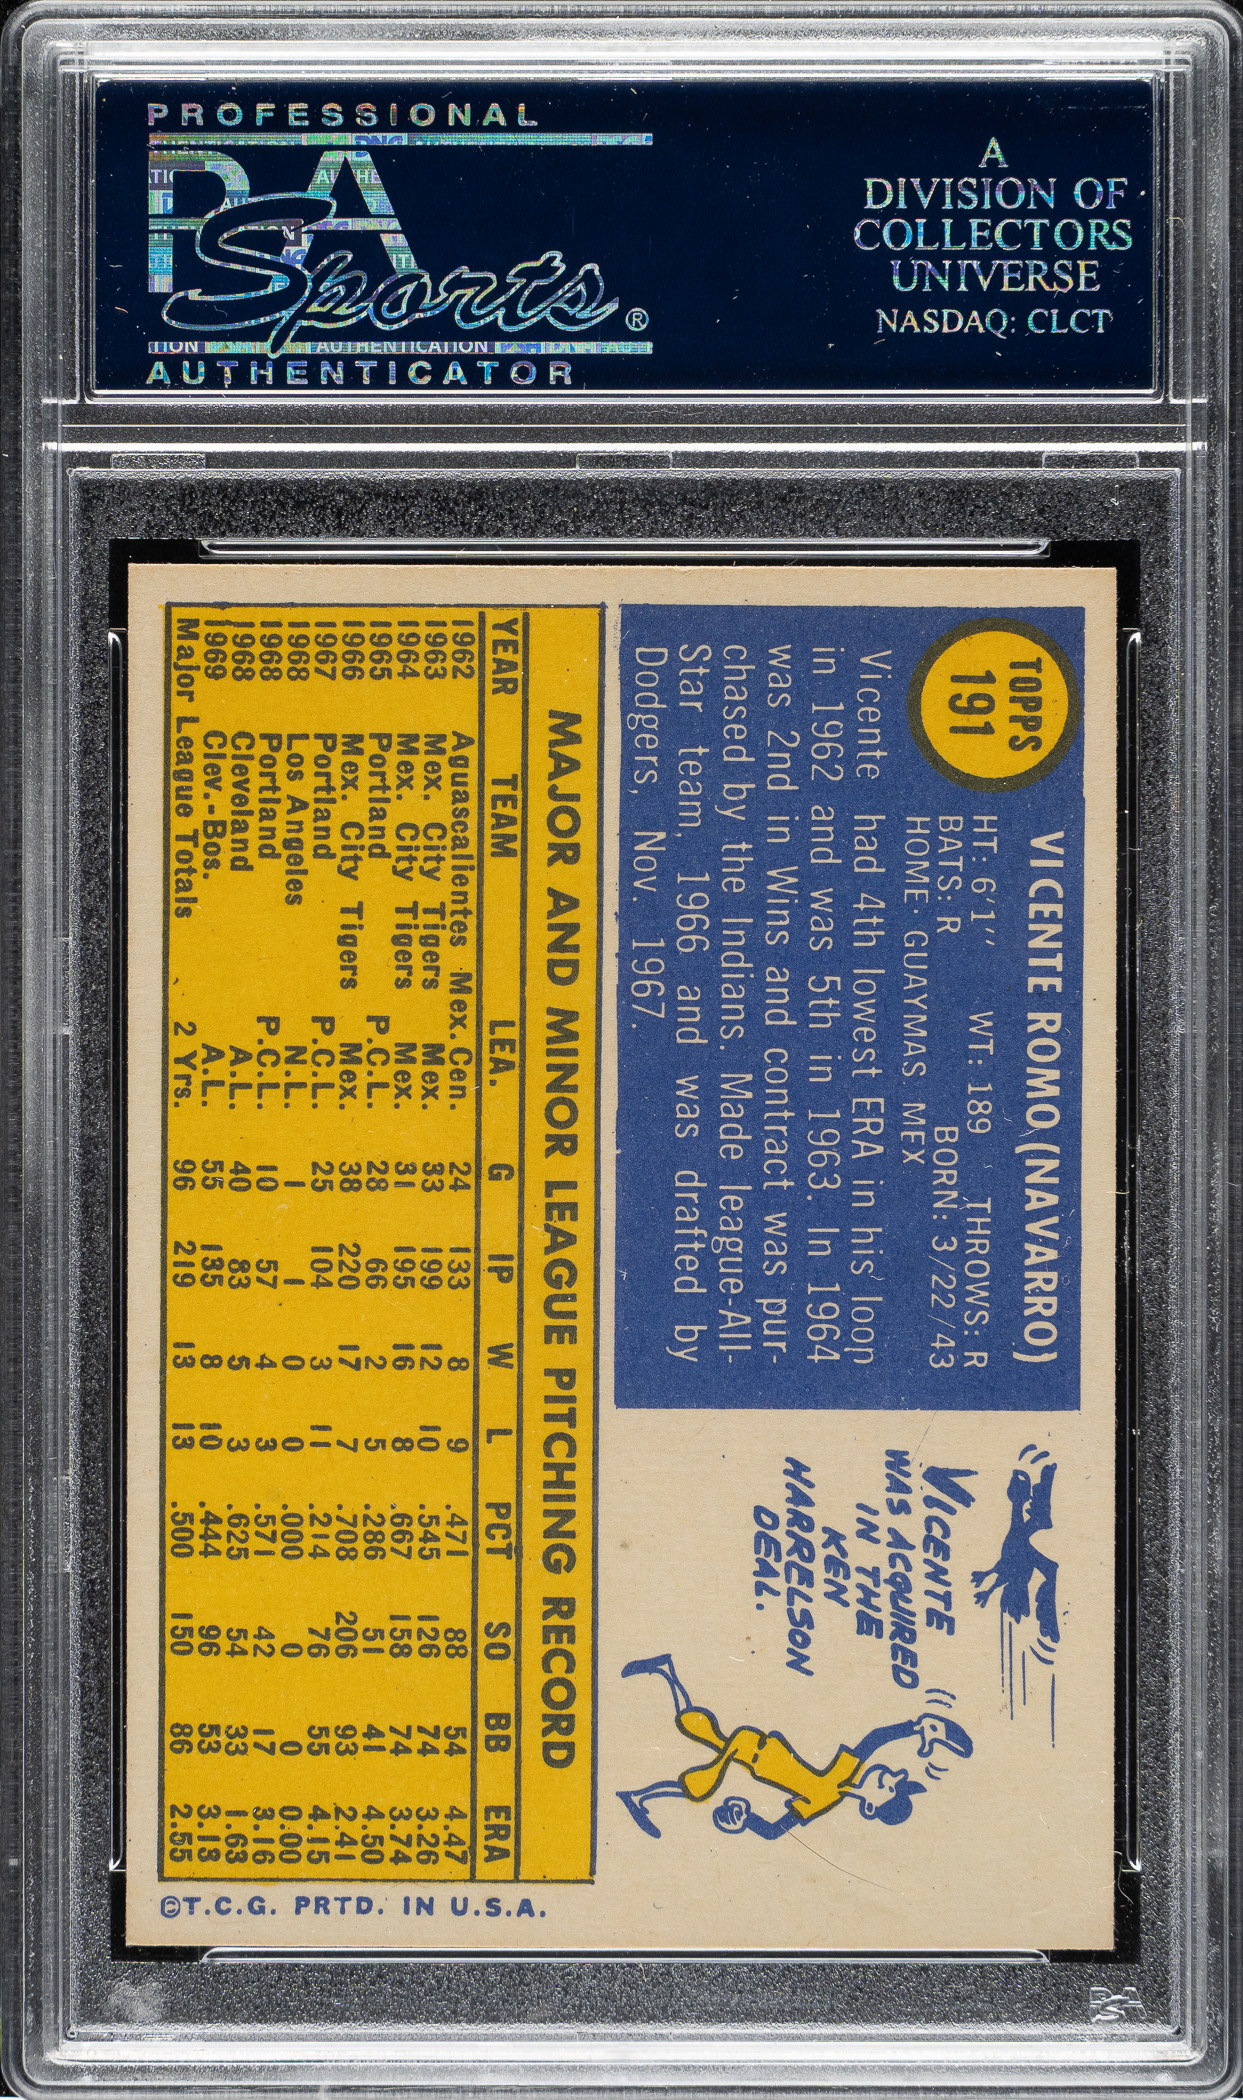 PROFESSIONAL
PSA
Sports ®
AUTHENTICATION
AUTHENTICATOR
A
DIVISION OF
COLLECTORS
UNIVERSE
NASDAQ: CLCT
TOPPS
191
VICENTE ROMO (NAVARRO)
HT: 6'1" WT: 189 THROWS: R
BATS: R BORN: 3/22/43
HOME: GUAYMAS, MEX
Vicente had 4th lowest ERA in his loop
in 1962 and was 5th in 1963. In 1964
was 2nd in Wins and contract was pur-
chased by the Indians. Made league-All-
Star team, 1966 and was drafted by
Dodgers, Nov. 1967.
VICENTE
WAS ACQUIRED
IN THE
KEN
HARRELSON
DEAL.
MAJOR AND MINOR LEAGUE PITCHING RECORD
YEAR TEAM LEA. G IP W L PCT SO BB ERA
1962 Aguascalientes Mex. Cen. 24 133 8 9 .471 88 54 4.47
1963 Mex. City Tigers Mex. 33 199 12 10 .545 126 74 3.26
1964 Mex. City Tigers Mex. 31 195 16 8 .667 158 74 3.74
1965 Portland P.C.L. 28 66 2 5 .286 51 41 4.50
1966 Mex. City Tigers Mex. 38 220 17 7 .708 206 93 2.41
1967 Portland P.C.L. 25 104 3 11 .214 76 55 4.15
1968 Los Angeles N.L. 1 1 0 0 .000 0 0 0.00
1968 Portland P.C.L. 10 57 4 3 .571 42 17 3.16
1968 Cleveland A.L. 40 83 5 3 .625 54 33 1.63
1969 Clev.-Bos. A.L. 55 135 8 10 .444 96 53 3.13
Major League Totals 2 Yrs. 96 219 13 13 .500 150 86 2.55
©T.C.G. PRTD. IN U.S.A.
PSA